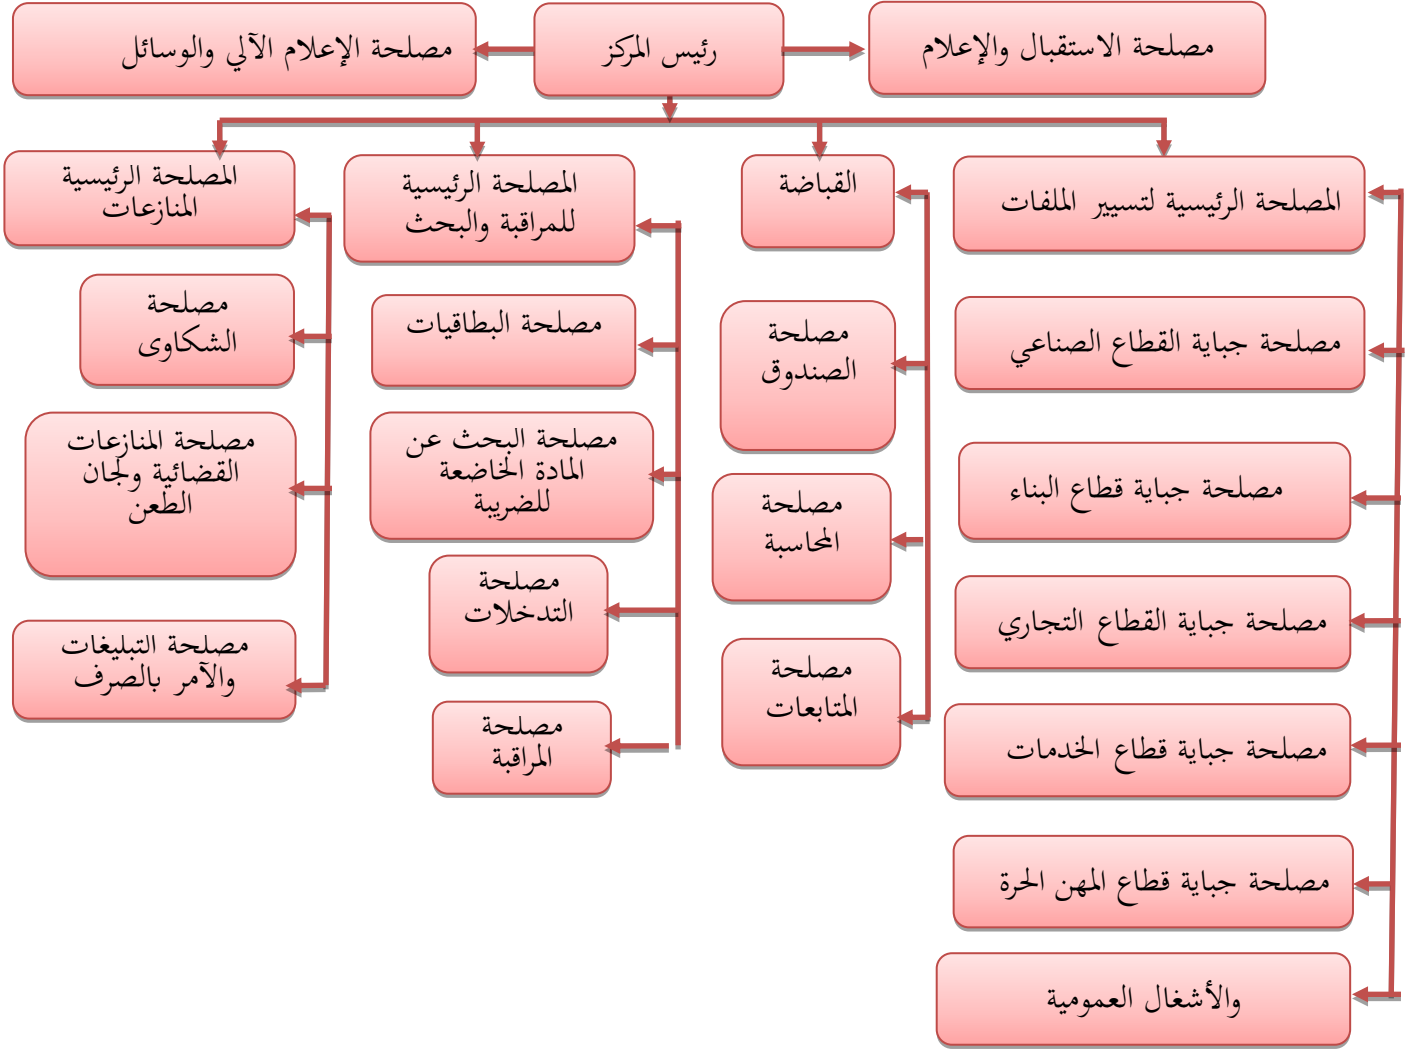 مصلحة الاستقبال والإعلام
رئيس المركز
مصلحة الإعلام الآلي والوسائل
المصلحة الرئيسية لتسيير الملفات
مصلحة جباية القطاع الصناعي
مصلحة جباية قطاع البناء
مصلحة جباية القطاع التجاري
مصلحة جباية قطاع الخدمات
مصلحة جباية قطاع المهن الحرة
والأشغال العمومية
القباضة
مصلحة
الصندوق
مصلحة
المحاسبة
مصلحة
المتابعات
المصلحة الرئيسية
للمراقبة والبحث
مصلحة البطاقيات
مصلحة البحث عن
المادة الخاضعة
للضريبة
مصلحة
التدخلات
مصلحة
المراقبة
المصلحة الرئيسية
المنازعات
مصلحة
الشكاوى
مصلحة المنازعات
القضائية ولجان
الطعن
مصلحة التبليغات
والآمر بالصرف